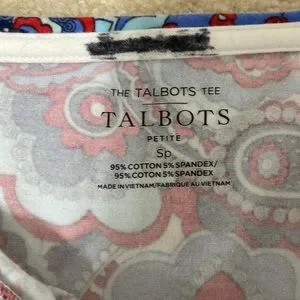 THE TALBOTS TEE
TALBOTS
PETITE
Sp
95% COTTON 5% SPANDEX/
95% COTON 5% SPANDEX
MADE IN VIETNAM/FABRIQUE AU VIETNAM